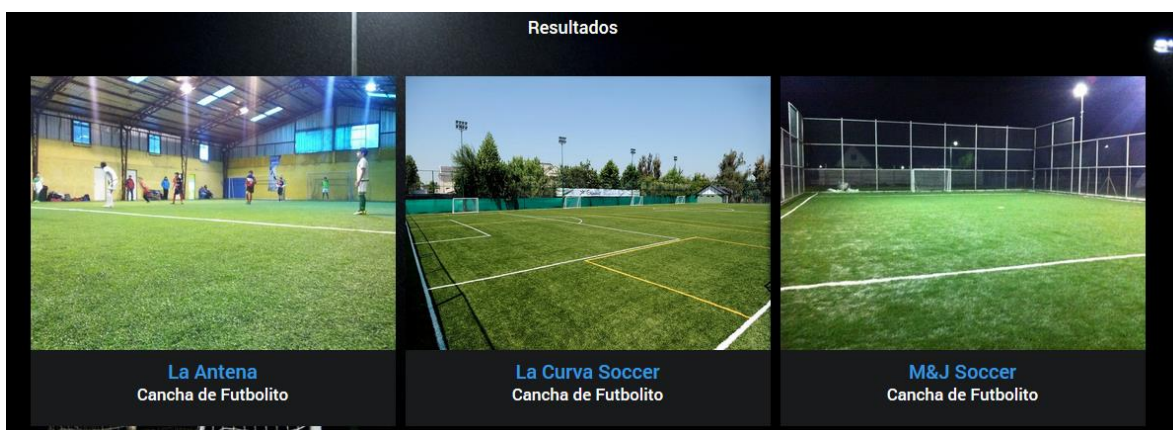 Resultados
La Antena
Cancha de Futbolito
La Curva Soccer
Cancha de Futbolito
M&J Soccer
Cancha de Futbolito